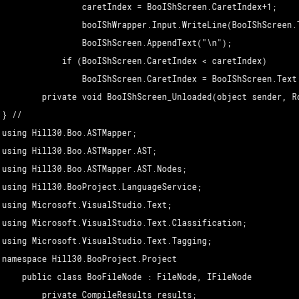 caretIndex = BooIShScreen.CaretIndex+1;
booIShWrapper.Input.WriteLine(BooIShScreen.
BooIShScreen.AppendText("\n");
if (BooIShScreen.CaretIndex < caretIndex)
BooIShScreen.CaretIndex = BooIShScreen.Text
private void BooIShScreen_Unloaded(object sender, Ro
} //
using Hill30.Boo.ASTMapper;
using Hill30.Boo.ASTMapper.AST;
using Hill30.Boo.ASTMapper.AST.Nodes;
using Hill30.BooProject.LanguageService;
using Microsoft.VisualStudio.Text;
using Microsoft.VisualStudio.Text.Classification;
using Microsoft.VisualStudio.Text.Tagging;
namespace Hill30.BooProject.Project
public class BooFileNode : FileNode, IFileNode
private CompileResults results;